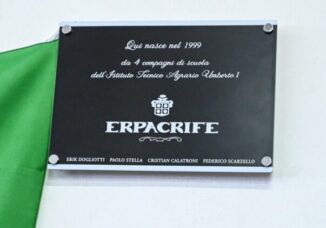 Qui nasce nel 1999
da 4 compagni di scuola
dell'Istituto Tecnico Agrario Umberto I
ERPACRIFE
ERIK DOGLIOTTI PAOLO STELLA CRISTIAN CALATRONI FEDERICO SCARZELLO